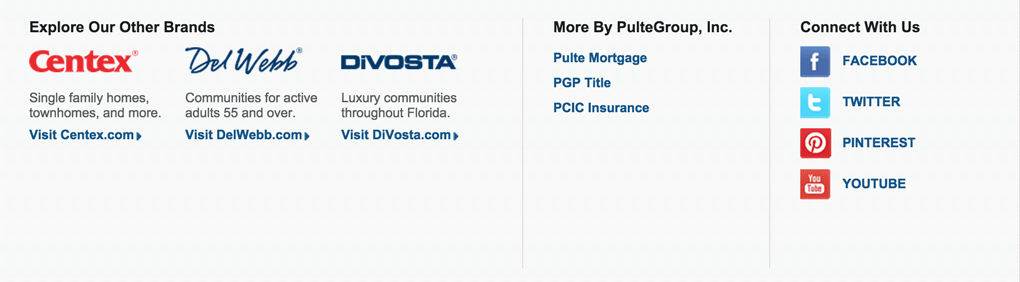 Explore Our Other Brands
Centex®
Single family homes,
townhomes, and more.
Visit Centex.com
Del Webb®
Communities for active
adults 55 and over.
Visit DelWebb.com
DiVOSTA®
Luxury communities
throughout Florida.
Visit DiVosta.com
More By PulteGroup, Inc.
Pulte Mortgage
PGP Title
PCIC Insurance
Connect With Us
f FACEBOOK
t TWITTER
P PINTEREST
You
Tube
YOUTUBE